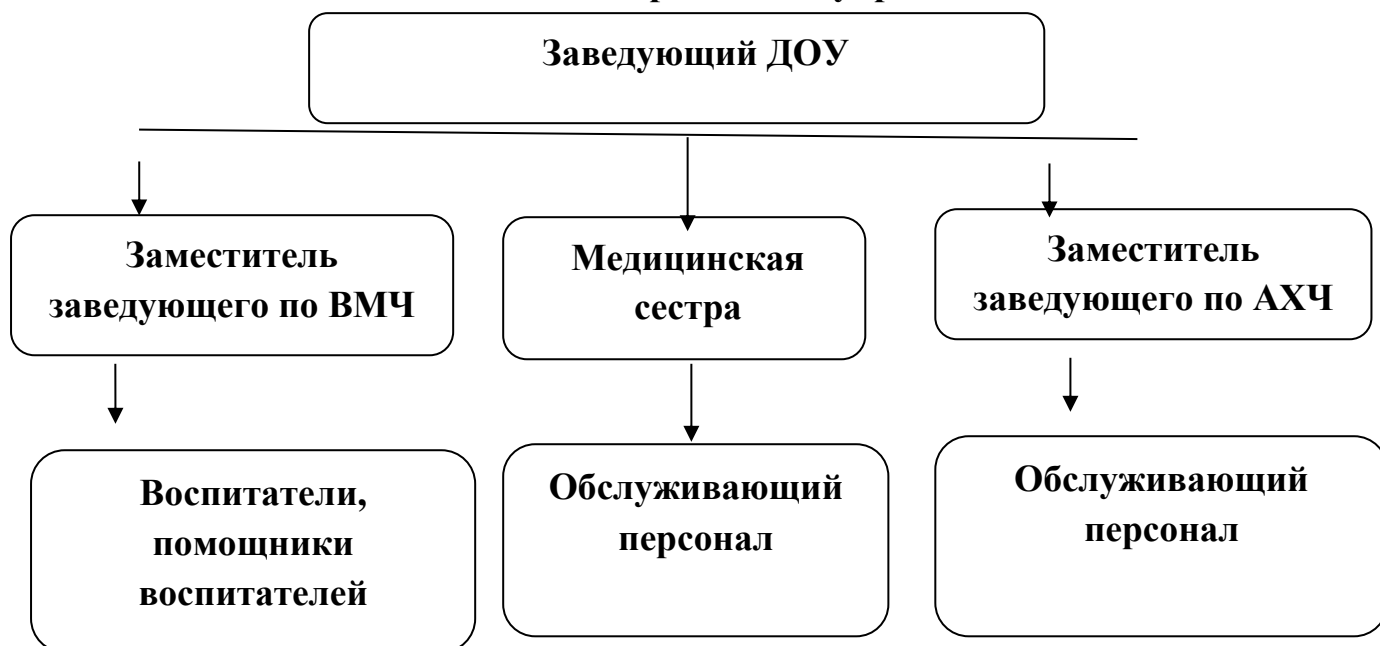 Заведующий ДОУ
Заместитель
заведующего по ВМЧ
Медицинская
сестра
Заместитель
заведующего по АХЧ
Воспитатели,
помощники
воспитателей
Обслуживающий
персонал
Обслуживающий
персонал